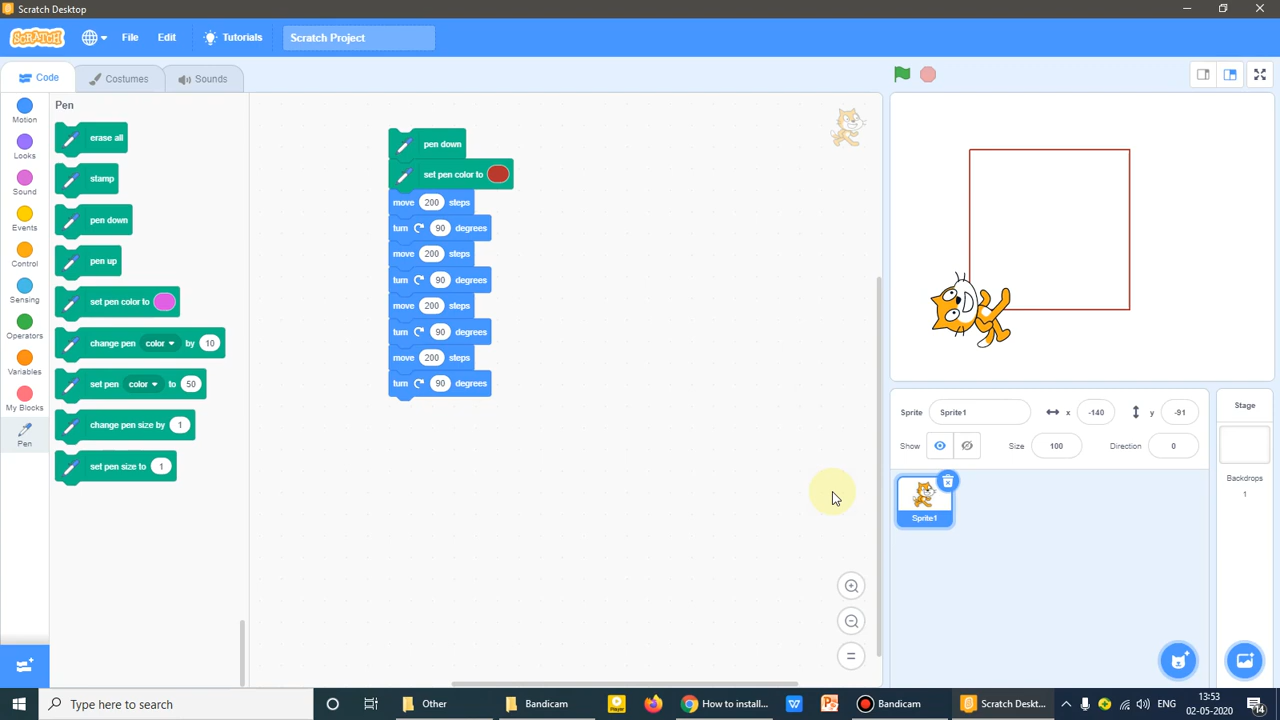 Scratch Desktop
SCRATCH File Edit Tutorials Scratch Project
Code Costumes Sounds
Motion
Looks
Sound
Events
Control
Sensing
Operators
Variables
My Blocks
Pen
Pen
erase all
stamp
pen down
pen up
set pen color to
change pen color by 10
set pen color to 50
change pen size by 1
set pen size to 1
pen down
set pen color to
move 200 steps
turn 90 degrees
move 200 steps
turn 90 degrees
move 200 steps
turn 90 degrees
move 200 steps
turn 90 degrees
Sprite Sprite1 x -140 y -91
Show Size 100 Direction 0
Sprite1
Stage
Backdrops
1
Type here to search Other Bandicam Player How to install... Bandicam Scratch Deskt... ENG 13:53
02-05-2020 14